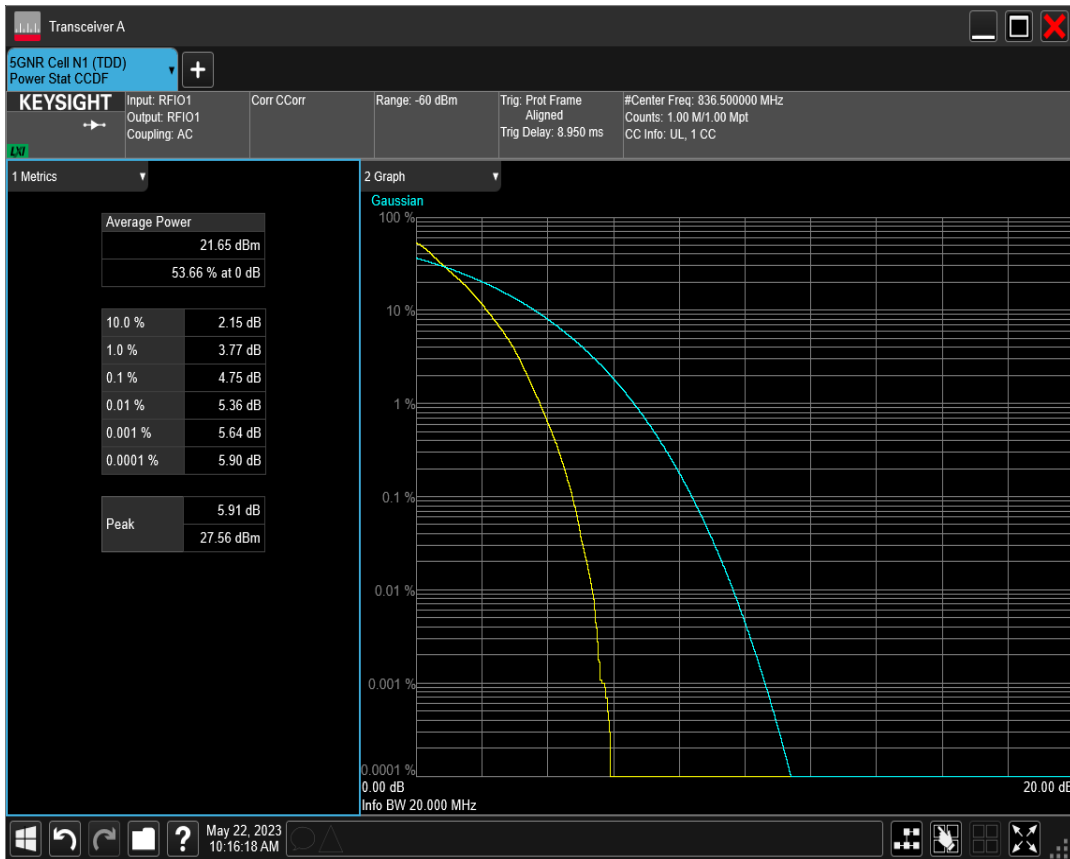 Transceiver A
5GNR Cell N1 (TDD)
Power Stat CCDF
+
KEYSIGHT
LXI
Input: RFIO1
Output: RFIO1
Coupling: AC
Corr CCorr
Range: -60 dBm
Trig: Prot Frame
Aligned
Trig Delay: 8.950 ms
#Center Freq: 836.500000 MHz
Counts: 1.00 M/1.00 Mpt
CC Info: UL, 1 CC
1 Metrics
Average Power
21.65 dBm
53.66 % at 0 dB
10.0 % 2.15 dB
1.0 % 3.77 dB
0.1 % 4.75 dB
0.01 % 5.36 dB
0.001 % 5.64 dB
0.0001 % 5.90 dB
Peak
5.91 dB
27.56 dBm
2 Graph
Gaussian
100 %
10 %
1 %
0.1 %
0.01 %
0.001 %
0.0001 %
0.00 dB 20.00 dB
Info BW 20.000 MHz
?
May 22, 2023
10:16:18 AM